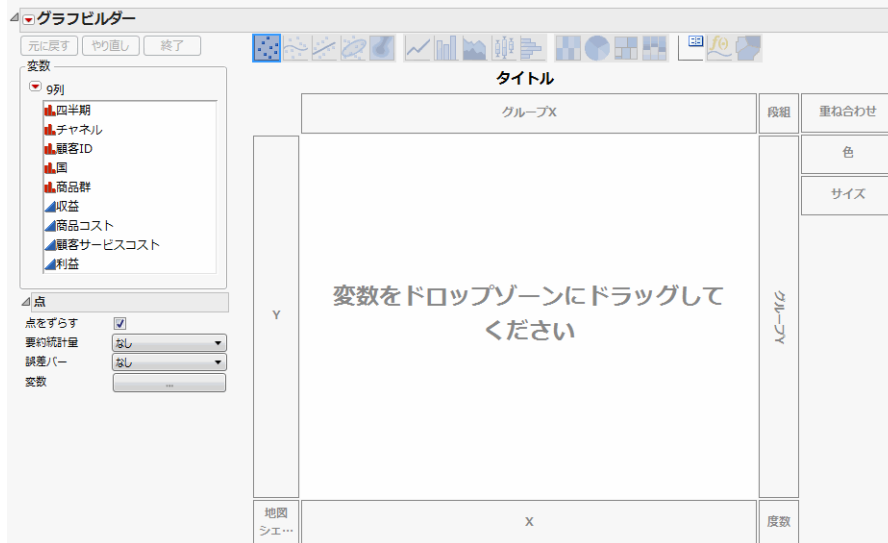 グラフビルダー
元に戻す やり直し 終了
変数
9列
四半期
チャネル
顧客ID
国
商品群
収益
商品コスト
顧客サービスコスト
利益
点
点をずらす
要約統計量 なし
誤差バー なし
変数 ...
タイトル
グループX
段組
重ね合わせ
色
サイズ
Y
変数をドロップゾーンにドラッグして
ください
グループY
地図
シェ…
X
度数